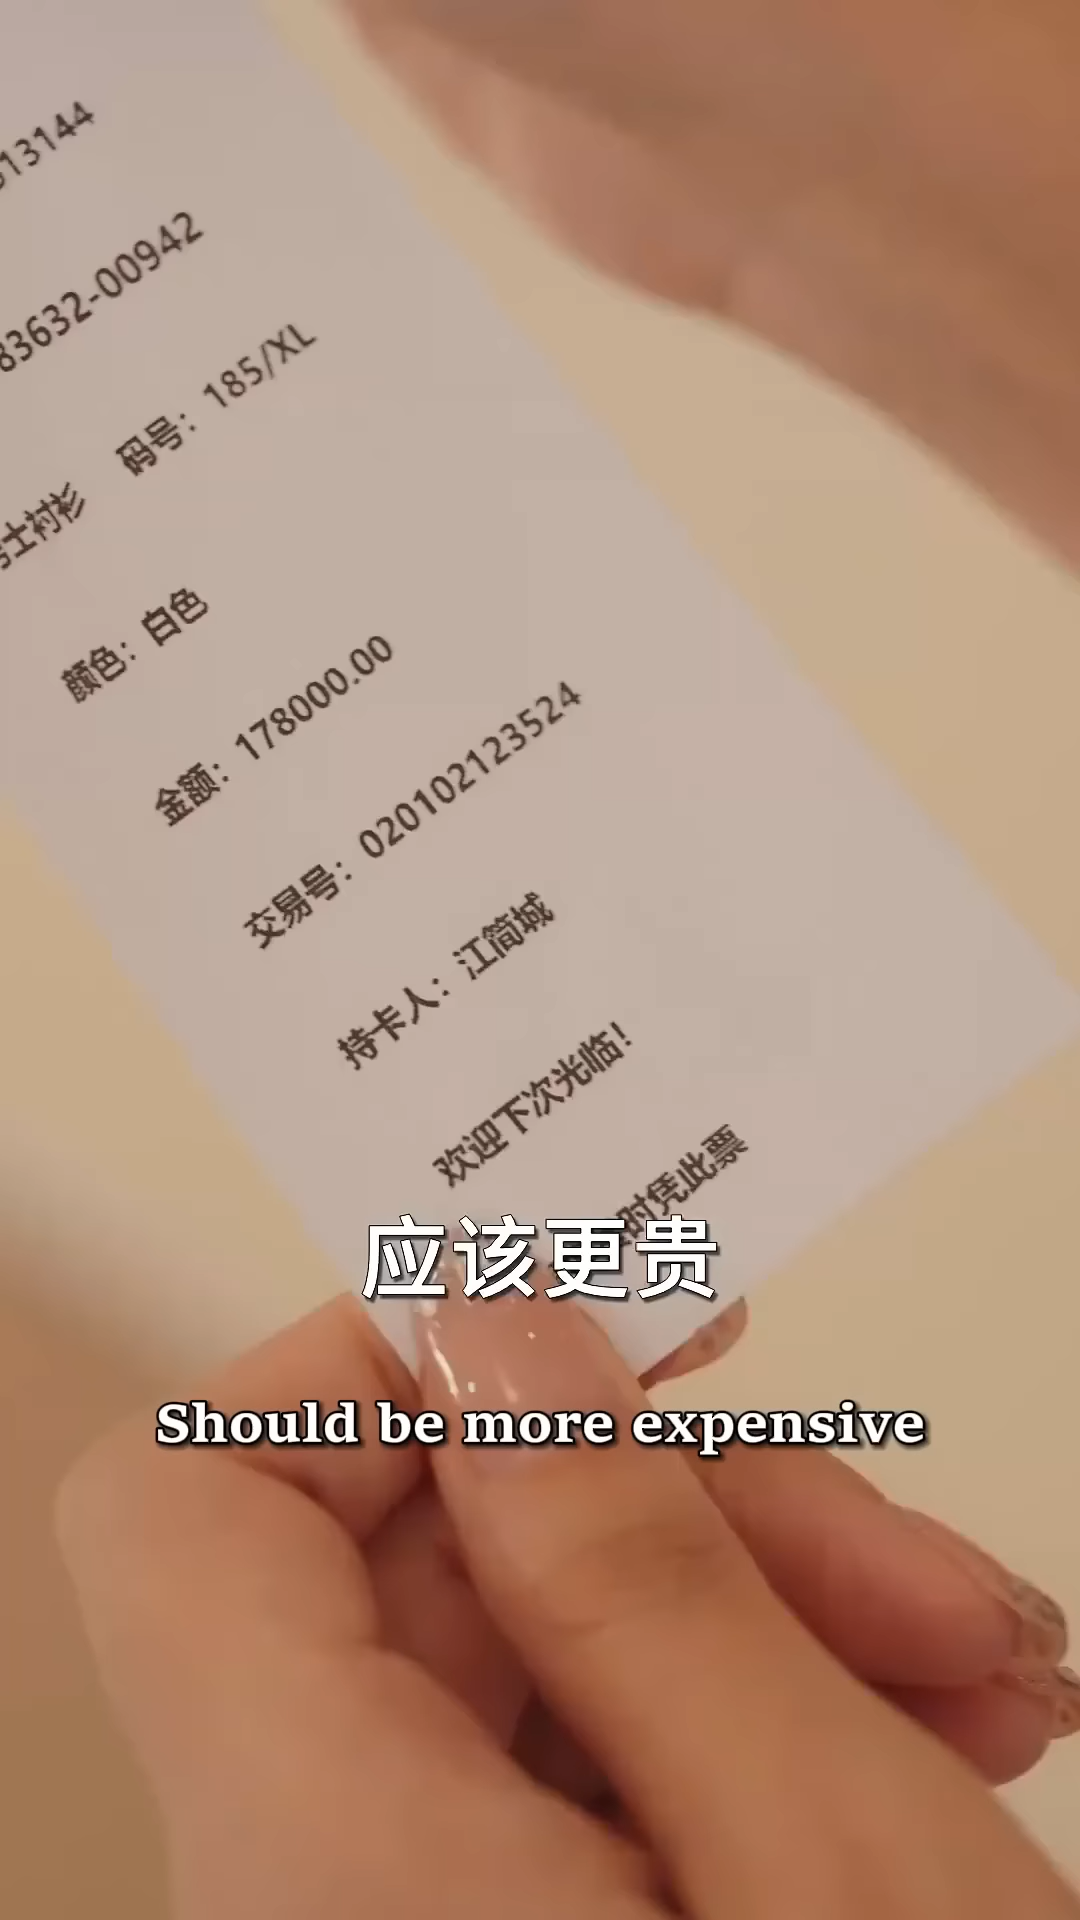 13144
83632-00942
士衬衫 码号：185/XL
颜色：白色
金额：178000.00
交易号：020102123524
持卡人：江简城
欢迎下次光临！
时凭此票
应该更贵
Should be more expensive